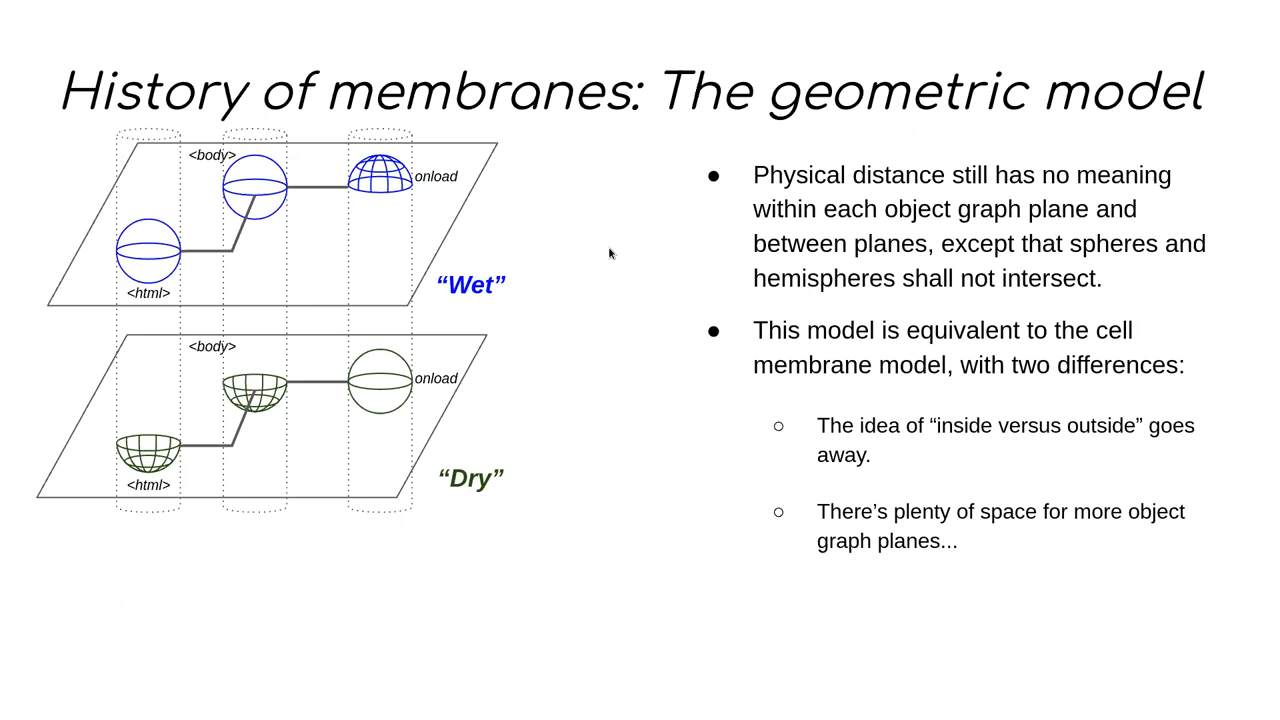 History of membranes: The geometric model
<body>
onload
<html>
“Wet”
<body>
onload
<html>
“Dry”
● Physical distance still has no meaning
within each object graph plane and
between planes, except that spheres and
hemispheres shall not intersect.
● This model is equivalent to the cell
membrane model, with two differences:
○ The idea of “inside versus outside” goes
away.
○ There’s plenty of space for more object
graph planes...